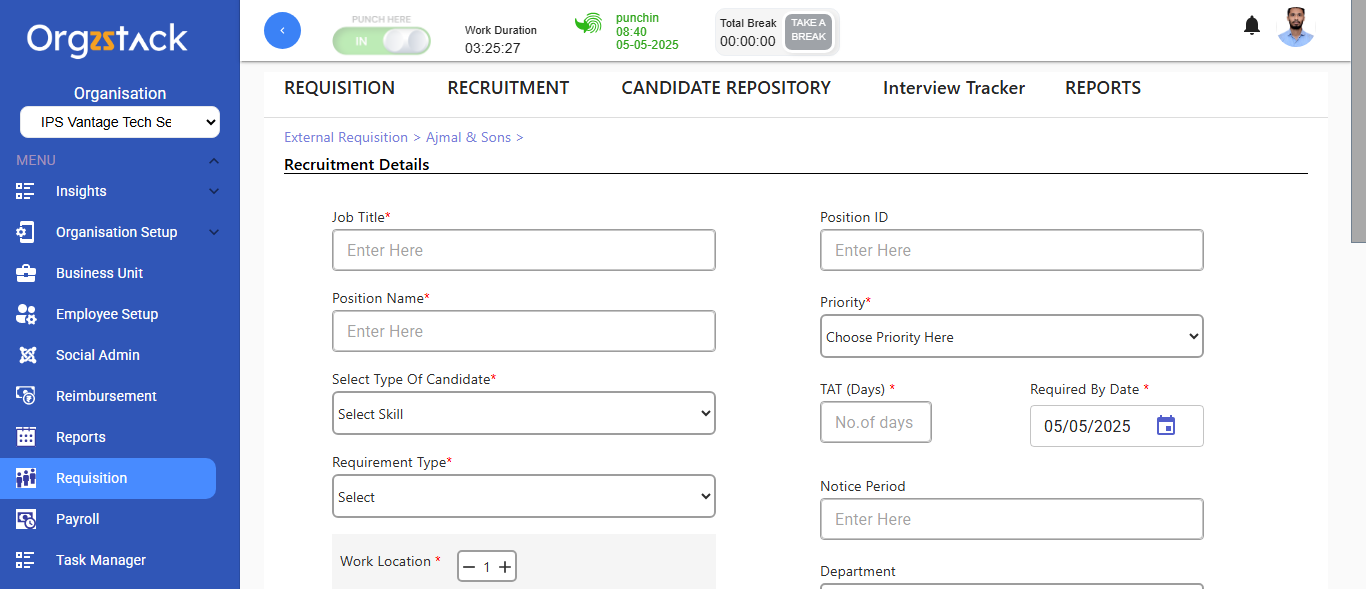 Orgzstack
Organisation
IPS Vantage Tech Se
MENU
Insights
Organisation Setup
Business Unit
Employee Setup
Social Admin
Reimbursement
Reports
Requisition
Payroll
Task Manager
PUNCH HERE
IN
Work Duration
03:25:27
punchin
08:40
05-05-2025
Total Break
00:00:00
TAKE A
BREAK
REQUISITION RECRUITMENT CANDIDATE REPOSITORY Interview Tracker REPORTS
External Requisition > Ajmal & Sons >
Recruitment Details
Job Title*
Enter Here
Position Name*
Enter Here
Select Type Of Candidate*
Select Skill
Requirement Type*
Select
Work Location *
1
Position ID
Enter Here
Priority*
Choose Priority Here
TAT (Days) * Required By Date *
No.of days 05/05/2025
Notice Period
Enter Here
Department